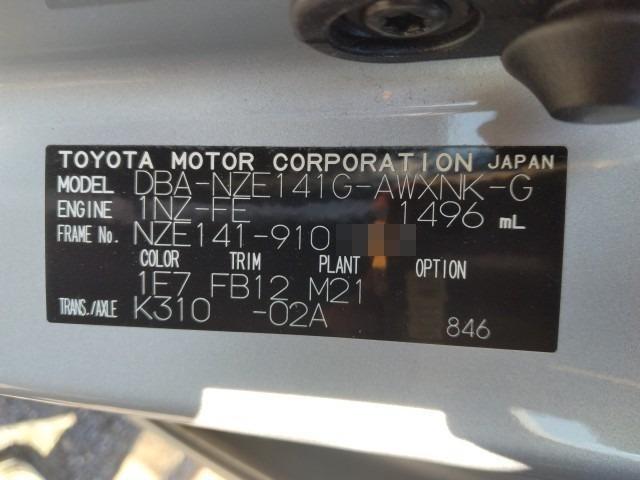 TOYOTA MOTOR CORPORATION JAPAN
MODEL DBA-NZE141G-AWXNK-G
ENGINE 1NZ-FE 1496 mL
FRAME No. NZE141-910
COLOR TRIM PLANT OPTION
1E7 FB12 M21
TRANS./AXLE K310 -02A 846